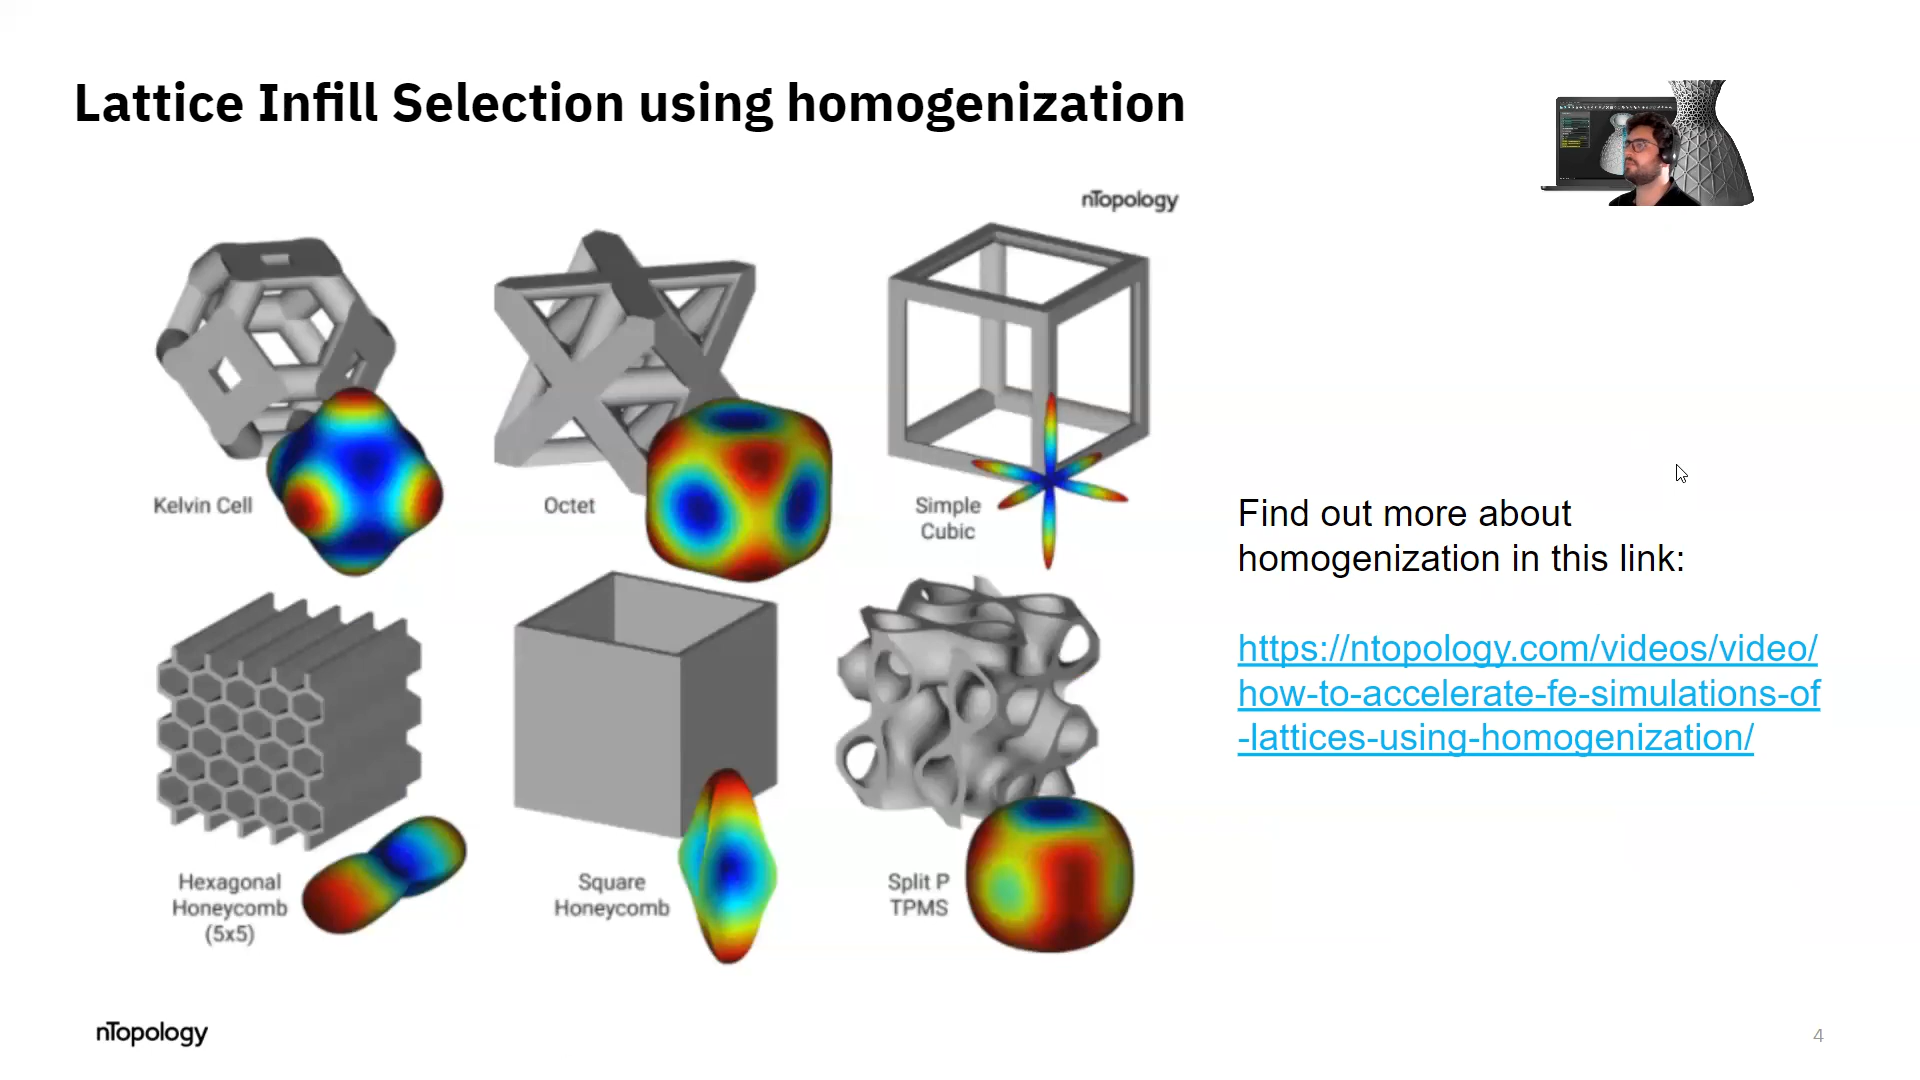 Lattice Infill Selection using homogenization
nTopology
Kelvin Cell
Octet
Simple
Cubic
Hexagonal
Honeycomb
(5x5)
Square
Honeycomb
Split P
TPMS
Find out more about
homogenization in this link:
https://ntopology.com/videos/video/
how-to-accelerate-fe-simulations-of
-lattices-using-homogenization/
nTopology
4